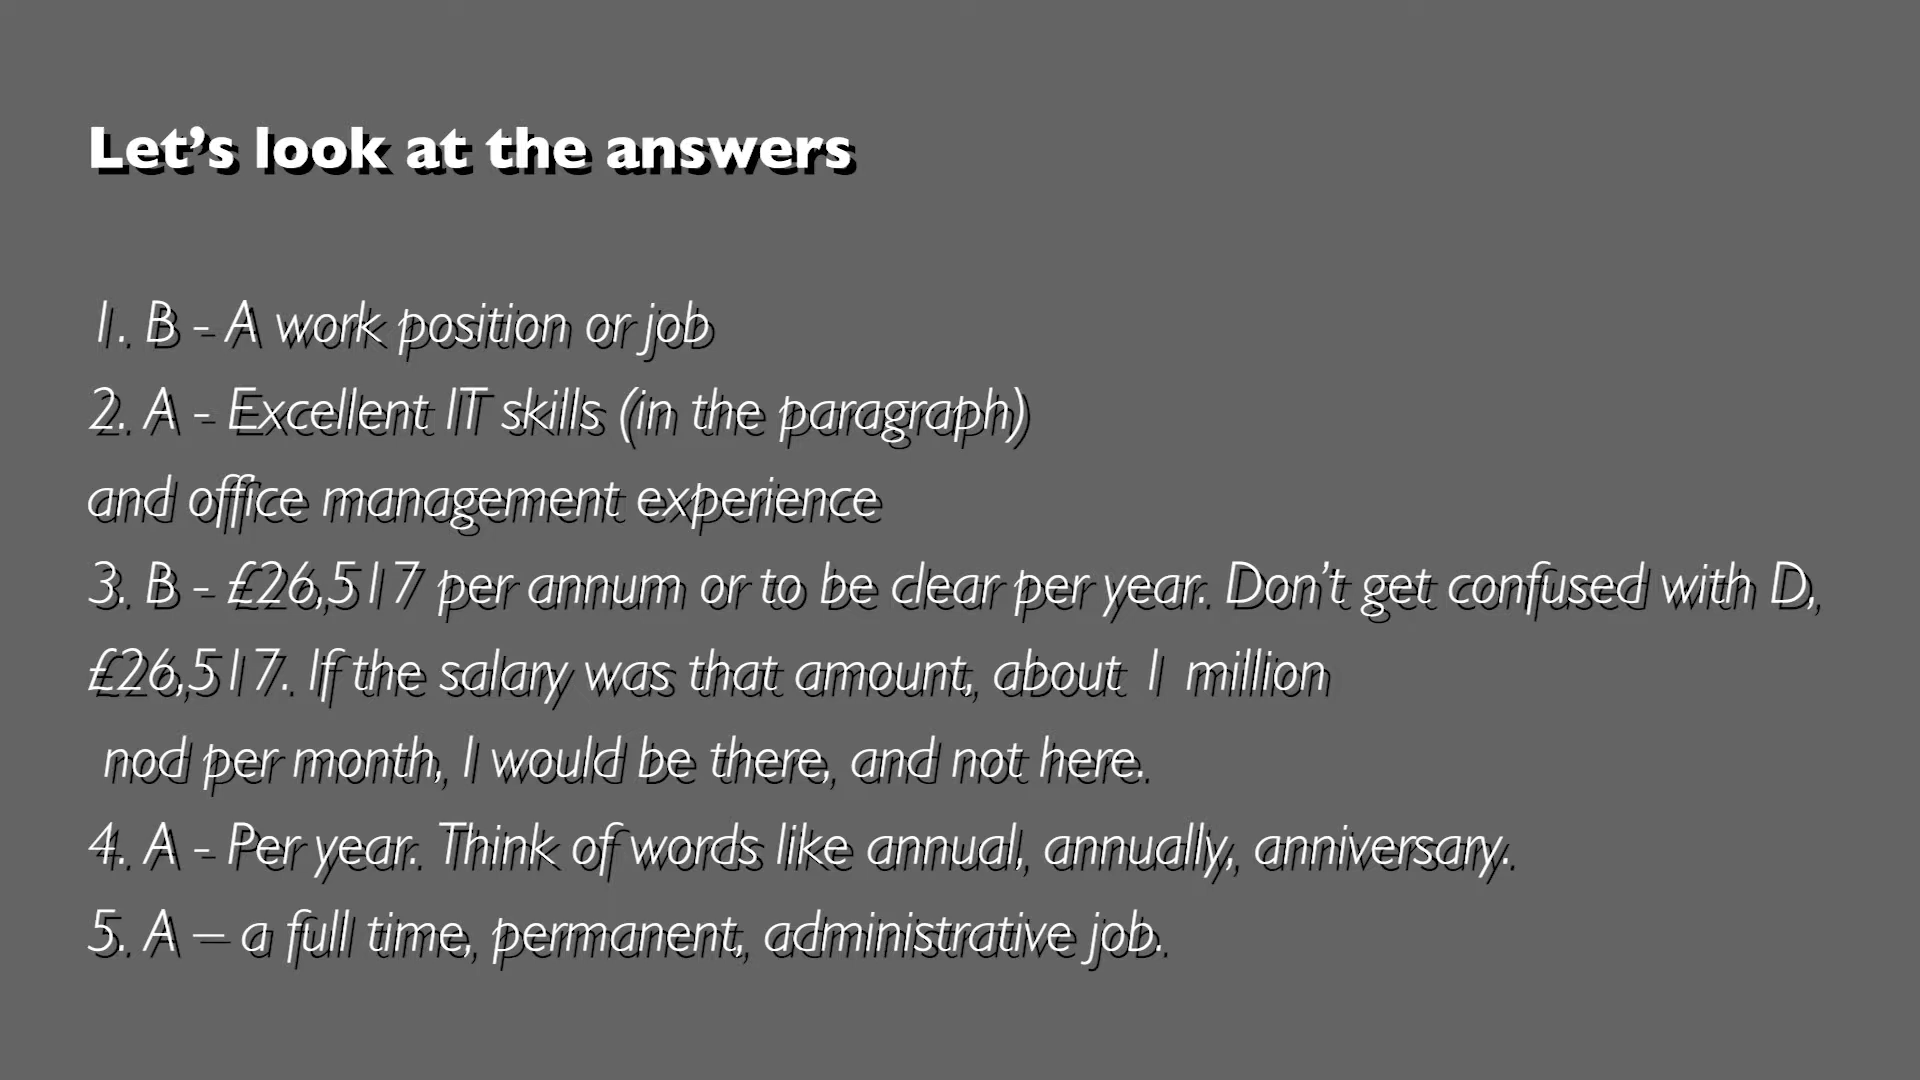 Let’s look at the answers
1. B - A work position or job
2. A - Excellent IT skills (in the paragraph)
and office management experience
3. B - £26,517 per annum or to be clear per year. Don’t get confused with D,
£26,517. If the salary was that amount, about 1 million
nod per month, I would be there, and not here.
4. A - Per year. Think of words like annual, annually, anniversary.
5. A – a full time, permanent, administrative job.